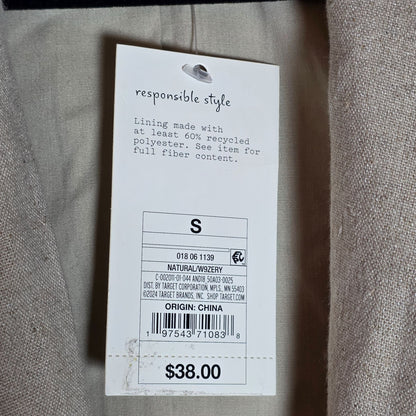 responsible style
Lining made with
at least 60% recycled
polyester. See item for
full fiber content.
S
018 06 1139
NATURAL/W9ZERY
C-002011-01-044 AND18_50A03-0025
DIST. BY TARGET CORPORATION, MPLS., MN 55403
©2024 TARGET BRANDS, INC. SHOP TARGET.COM
ORIGIN: CHINA
1 97543 71083 8
$38.00